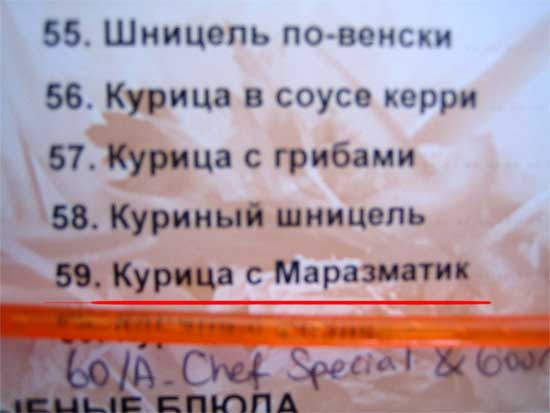 55. Шницель по-венски
56. Курица в соусе керри
57. Курица с грибами
58. Куриный шницель
59. Курица с Маразматик
60/A- Chef Special &
БНЫЕ БЛЮДА